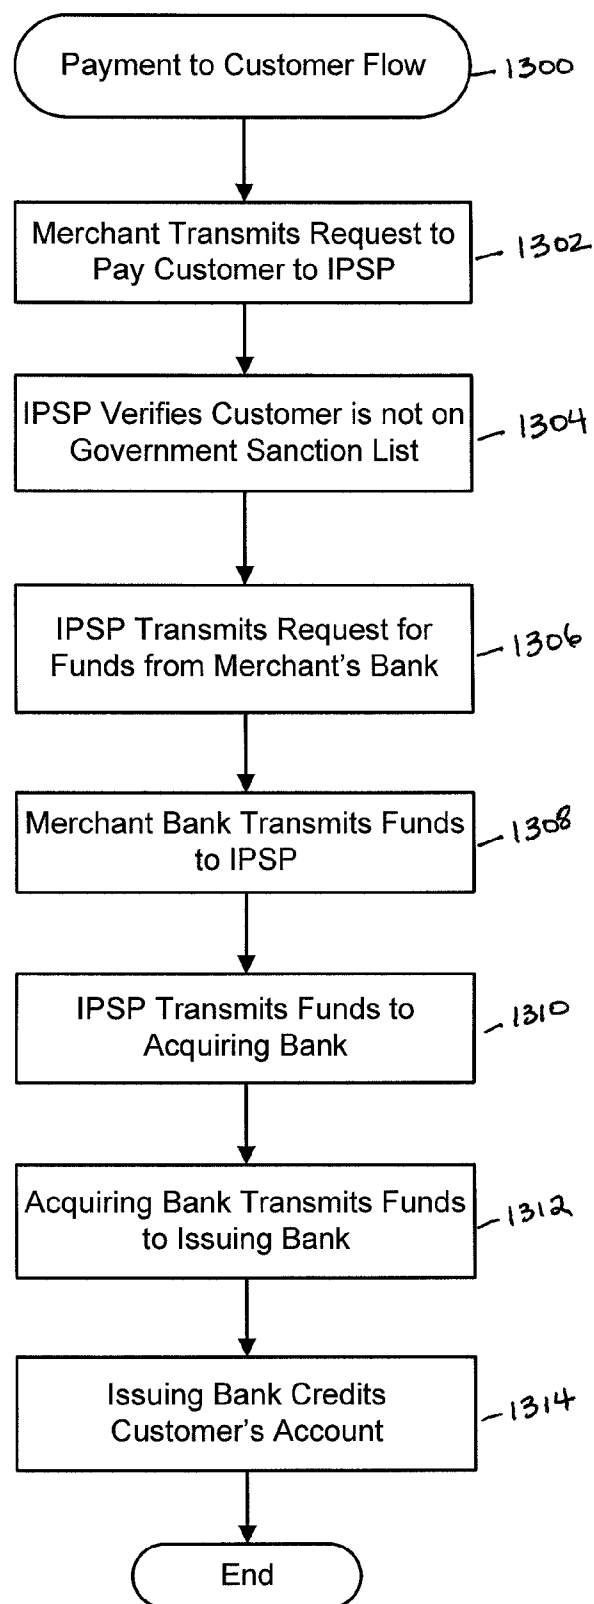 Payment to Customer Flow
1300
Merchant Transmits Request to
Pay Customer to IPSP
1302
IPSP Verifies Customer is not on
Government Sanction List
1304
IPSP Transmits Request for
Funds from Merchant's Bank
1306
Merchant Bank Transmits Funds
to IPSP
1308
IPSP Transmits Funds to
Acquiring Bank
1310
Acquiring Bank Transmits Funds
to Issuing Bank
1312
Issuing Bank Credits
Customer's Account
1314
End